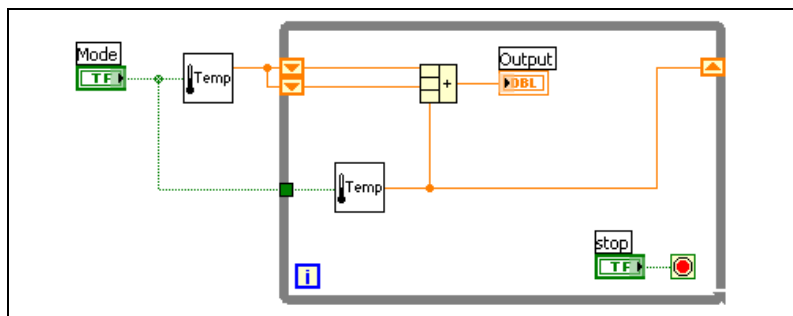 Mode
TF
Temp
Output
DBL
+
Temp
stop
TF
i